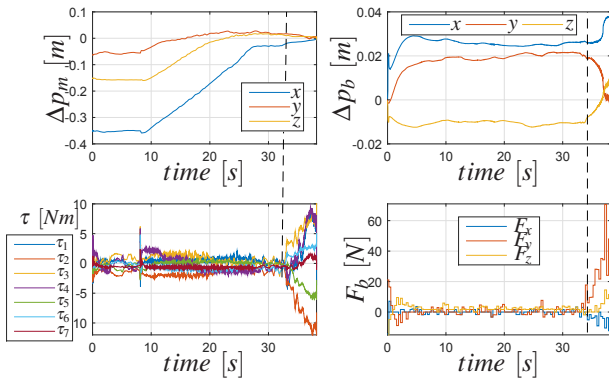 0.1
0
-0.1
-0.2
-0.3
-0.4
Δp_m [m]
x
y
z
0 10 20 30
time [s]
0.04
0.02
0
-0.02
Δp_b [m]
x y z
0 10 20 30
time [s]
τ [Nm]
τ1
τ2
τ3
τ4
τ5
τ6
τ7
10
5
0
5
10
0 10 20 30
time [s]
60
40
20
0
F_b [N]
F_x
F_y
F_z
0 10 20 30
time [s]